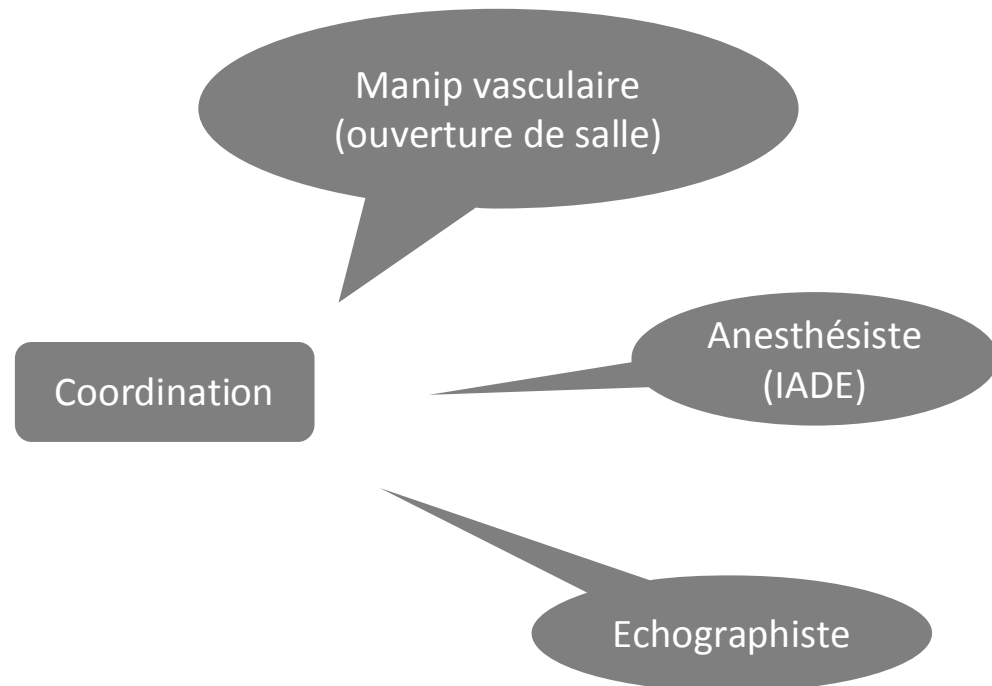 Manip vasculaire
(ouverture de salle)
Anesthésiste
(IADE)
Coordination
Echographiste